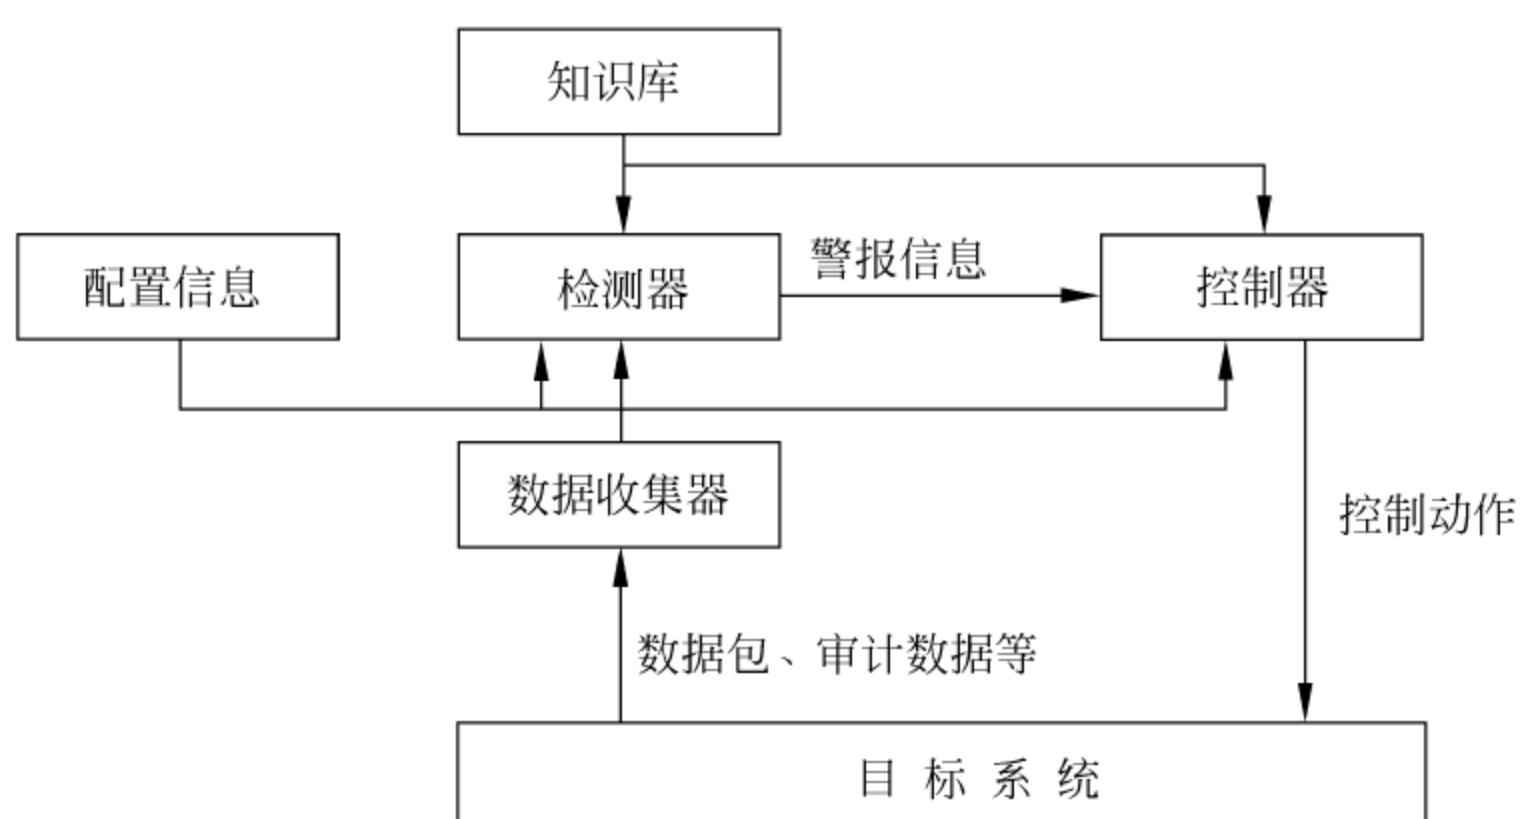 知识库
配置信息
检测器
警报信息
控制器
数据收集器
控制动作
数据包、审计数据等
目标系统